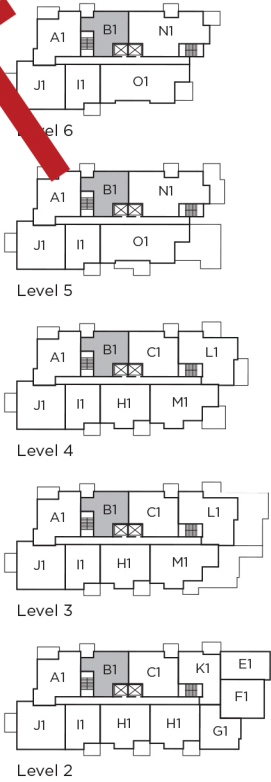 A1 B1 N1
J1 I1 O1
Level 6
A1 B1 N1
J1 I1 O1
Level 5
A1 B1 C1 L1
J1 I1 H1 M1
Level 4
A1 B1 C1 L1
J1 I1 H1 M1
Level 3
A1 B1 C1 K1 E1
F1
J1 I1 H1 H1 G1
Level 2